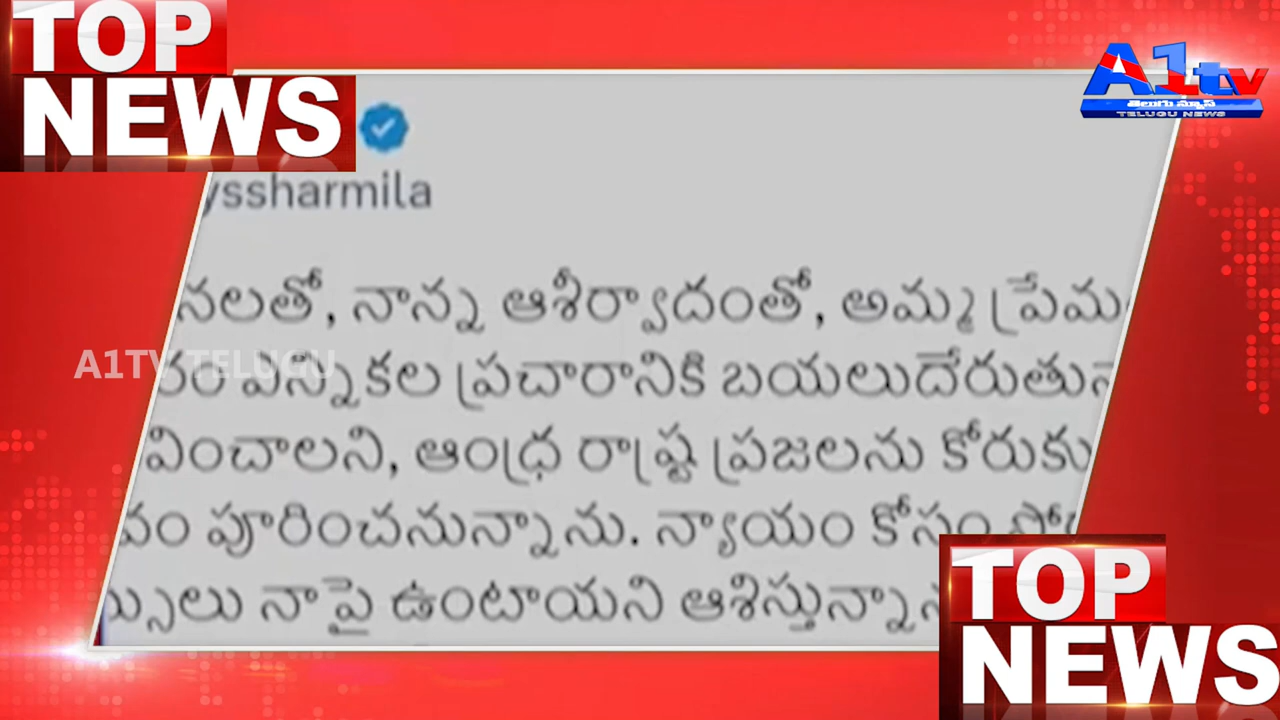 TOP
NEWS
A1tv
తెలుగు న్యూస్
TELUGU NEWS
yssharmila
నలతో, నాన్న ఆశీర్వాదంతో, అమ్మ ప్రేమ
A1TV TELUGU
ఎన్నికల ప్రచారానికి బయలుదేరుతు
వించాలని, ఆంధ్ర రాష్ట్ర ప్రజలను కోరుకు
పూరించనున్నాను. న్యాయం కోసం
స్సులు నాపై ఉంటాయని ఆశిస్తున్నాన
TOP
NEWS